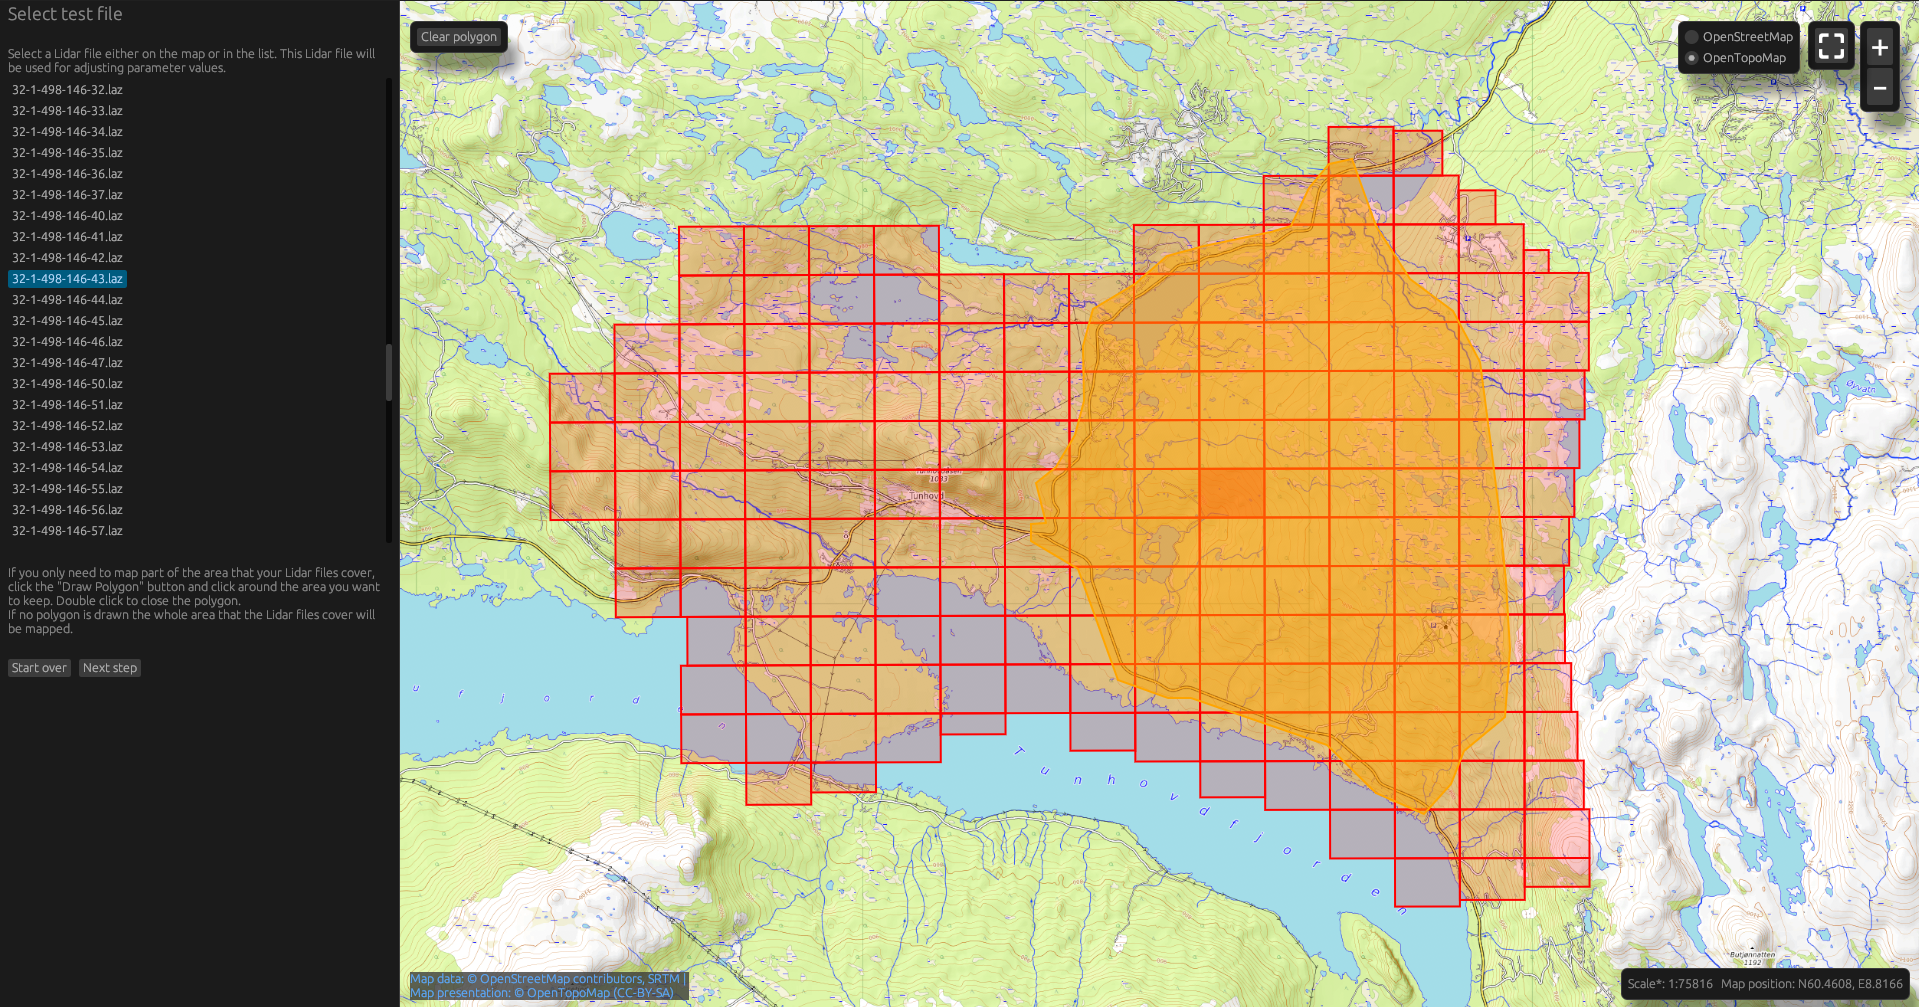 Select test file
Select a Lidar file either on the map or in the list. This Lidar file will
be used for adjusting parameter values.
32-1-498-146-32.laz
32-1-498-146-33.laz
32-1-498-146-34.laz
32-1-498-146-35.laz
32-1-498-146-36.laz
32-1-498-146-37.laz
32-1-498-146-40.laz
32-1-498-146-41.laz
32-1-498-146-42.laz
32-1-498-146-43.laz
32-1-498-146-44.laz
32-1-498-146-45.laz
32-1-498-146-46.laz
32-1-498-146-47.laz
32-1-498-146-50.laz
32-1-498-146-51.laz
32-1-498-146-52.laz
32-1-498-146-53.laz
32-1-498-146-54.laz
32-1-498-146-55.laz
32-1-498-146-56.laz
32-1-498-146-57.laz
If you only need to map part of the area that your Lidar files cover,
click the "Draw Polygon" button and click around the area you want
to keep. Double click to close the polygon.
If no polygon is drawn the whole area that the Lidar files cover will
be mapped.
Start over
Next step
Clear polygon
OpenStreetMap
OpenTopoMap
+
−
Øyvatn
1003
Tunhovd
u f j o r d e n
T u n h o v d f j o r d e n
Butjønnatten
1192
Map data: © OpenStreetMap contributors, SRTM |
Map presentation: © OpenTopoMap (CC-BY-SA)
Scale*: 1:75816 Map position: N60.4608, E8.8166